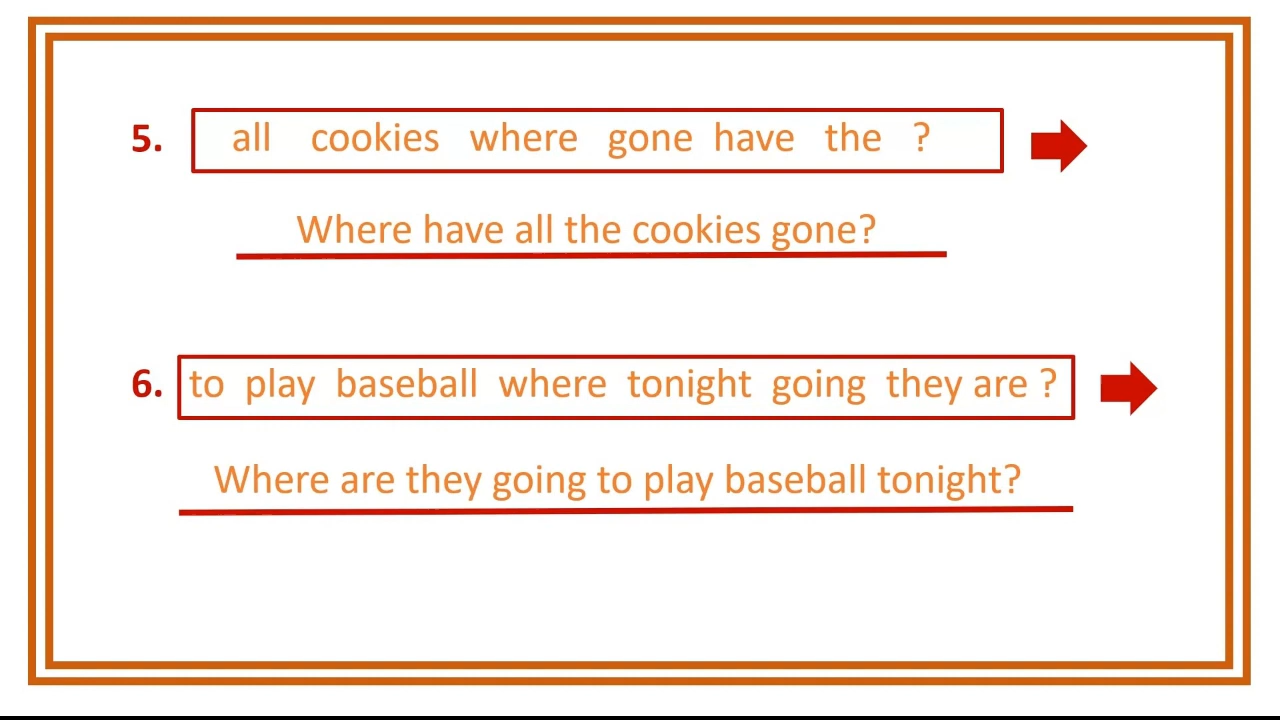 5. all cookies where gone have the ?
Where have all the cookies gone?
6. to play baseball where tonight going they are ?
Where are they going to play baseball tonight?